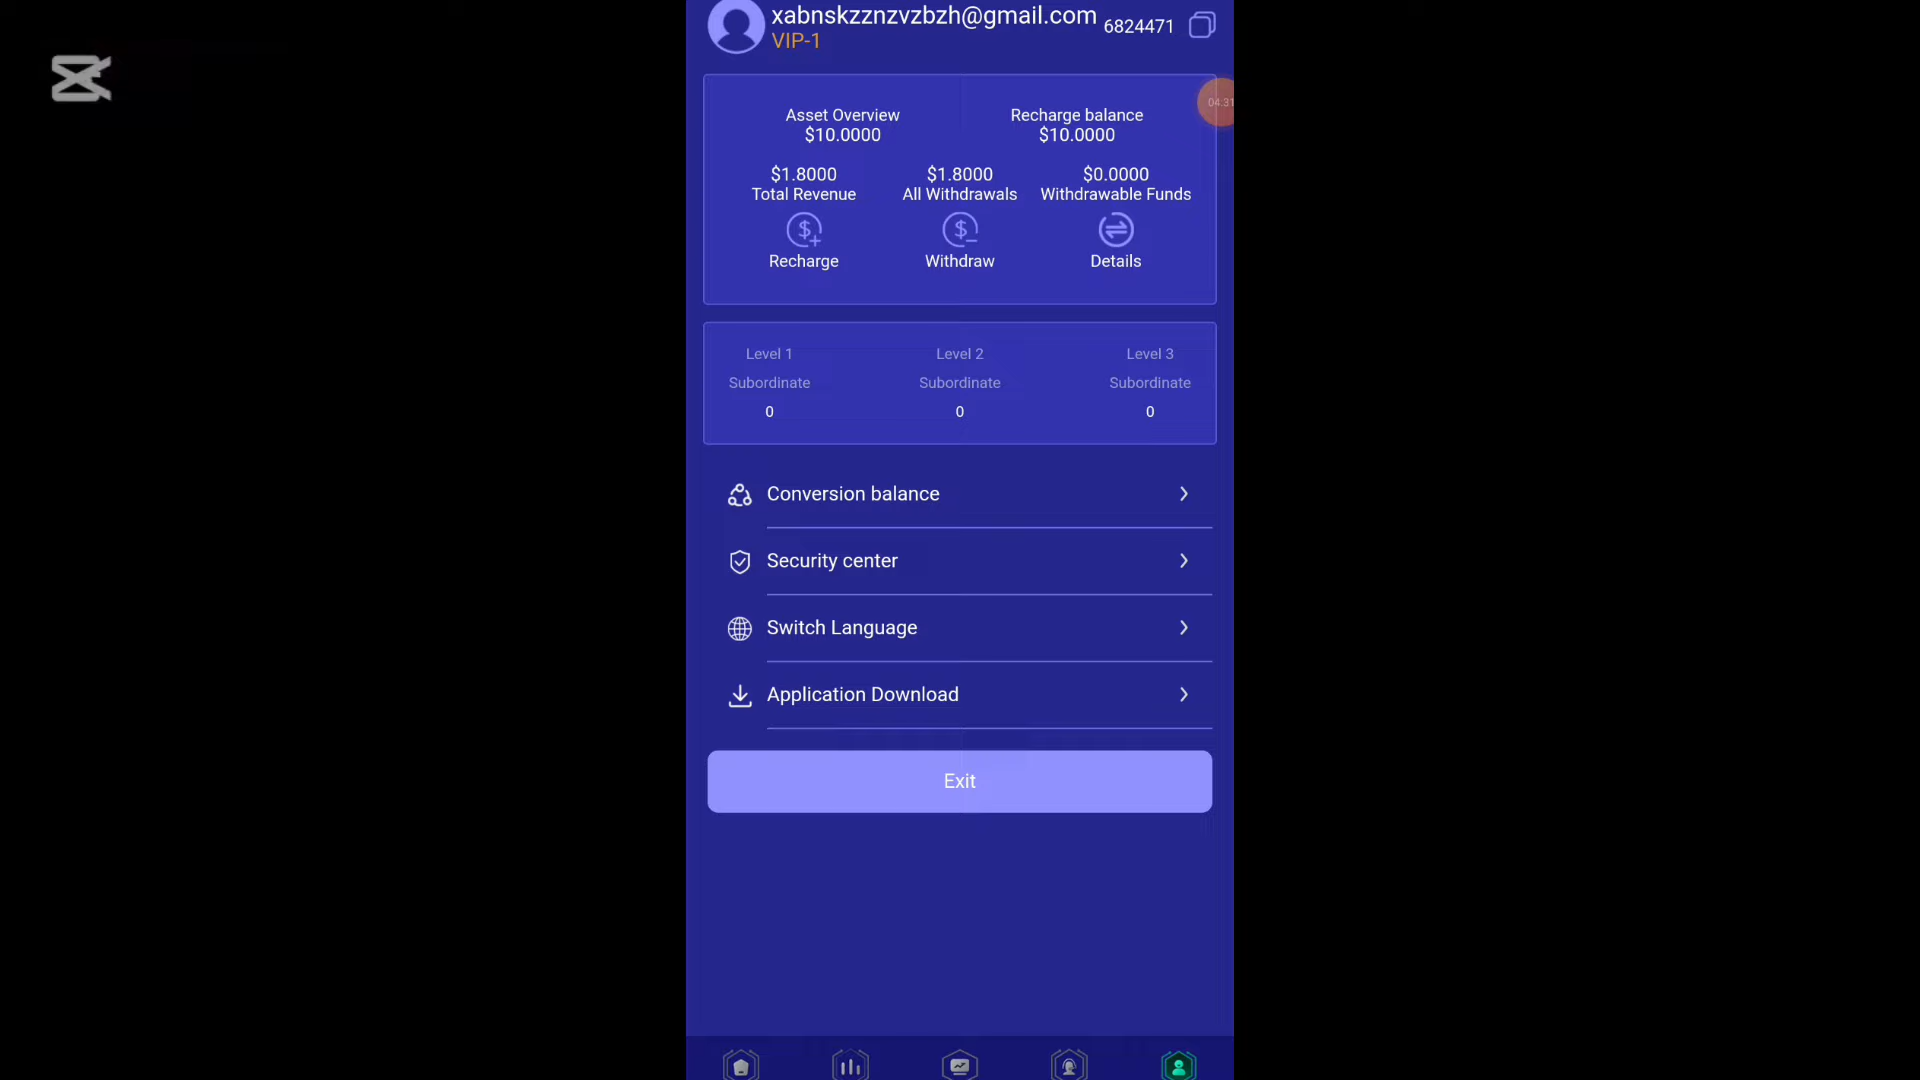 xabnskzznzvzbzh@gmail.com
6824471
VIP-1
04:31
Asset Overview
Recharge balance
$10.0000
$10.0000
$1.8000
$1.8000
$0.0000
Total Revenue
All Withdrawals
Withdrawable Funds
Recharge
Withdraw
Details
Level 1
Level 2
Level 3
Subordinate
Subordinate
Subordinate
0
0
0
Conversion balance
Security center
Switch Language
Application Download
Exit